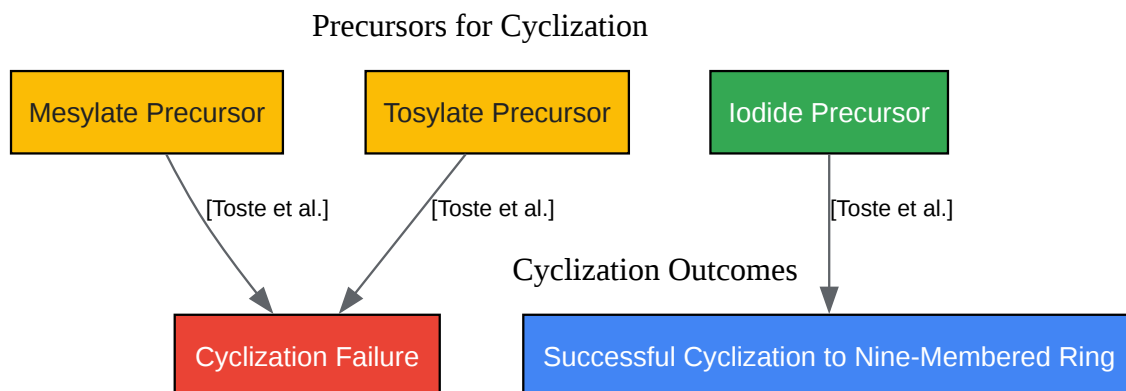 Precursors for Cyclization
Mesylate Precursor
Tosylate Precursor
Iodide Precursor
[Toste et al.]
[Toste et al.]
[Toste et al.]
Cyclization Outcomes
Cyclization Failure
Successful Cyclization to Nine-Membered Ring